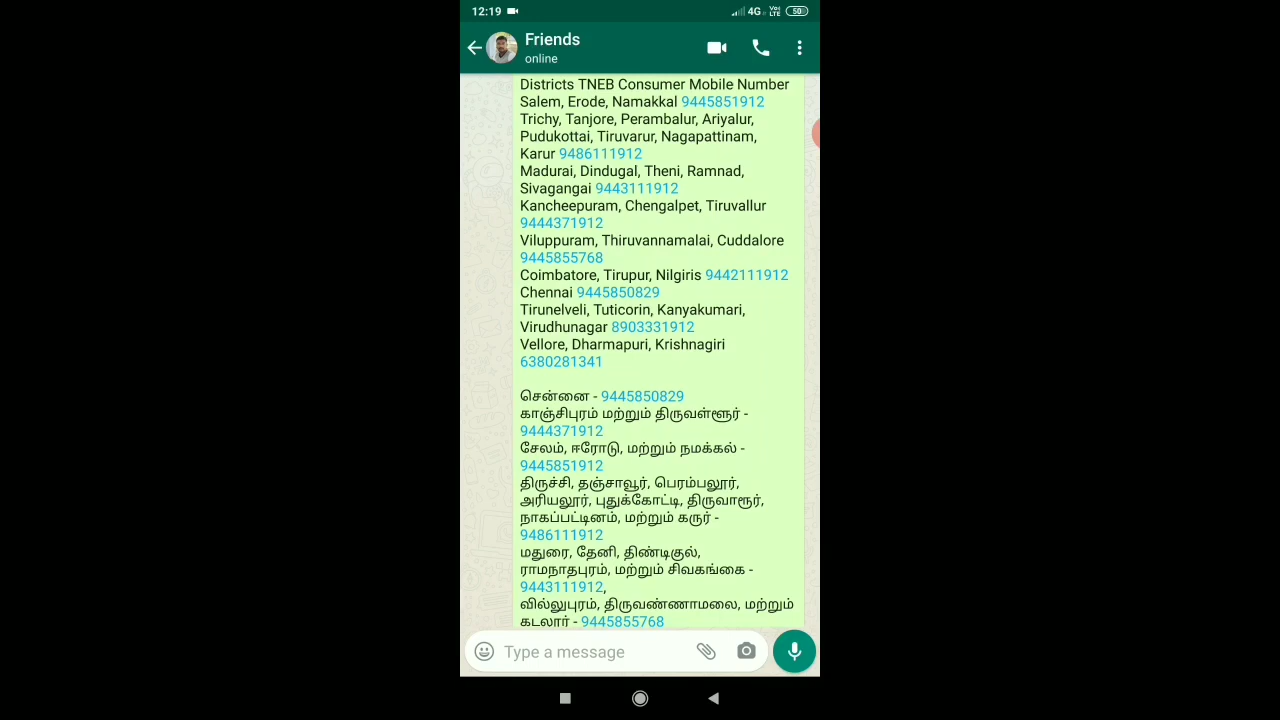 12:19
4G
Vo)
LTE
50
Friends
online
Districts TNEB Consumer Mobile Number
Salem, Erode, Namakkal 9445851912
Trichy, Tanjore, Perambalur, Ariyalur,
Pudukottai, Tiruvarur, Nagapattinam,
Karur 9486111912
Madurai, Dindugal, Theni, Ramnad,
Sivagangai 9443111912
Kancheepuram, Chengalpet, Tiruvallur
9444371912
Viluppuram, Thiruvannamalai, Cuddalore
9445855768
Coimbatore, Tirupur, Nilgiris 9442111912
Chennai 9445850829
Tirunelveli, Tuticorin, Kanyakumari,
Virudhunagar 8903331912
Vellore, Dharmapuri, Krishnagiri
6380281341
சென்னை - 9445850829
காஞ்சிபுரம் மற்றும் திருவள்ளூர் -
9444371912
சேலம், ஈரோடு, மற்றும் நமக்கல் -
9445851912
திருச்சி, தஞ்சாவூர், பெரம்பலூர்,
அரியலூர், புதுக்கோட்டி, திருவாரூர்,
நாகப்பட்டினம், மற்றும் கருர் -
9486111912
மதுரை, தேனி, திண்டிகுல்,
ராமநாதபுரம், மற்றும் சிவகங்கை -
9443111912,
வில்லுபுரம், திருவண்ணாமலை, மற்றும்
கடலூர் - 9445855768
Type a message